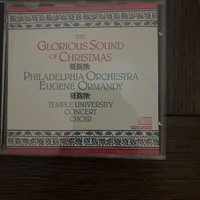 THE
GLORIOUS SOUND
OF CHRISTMAS
PHILADELPHIA ORCHESTRA
EUGENE ORMANDY
TEMPLE UNIVERSITY
CONCERT
CHOIR